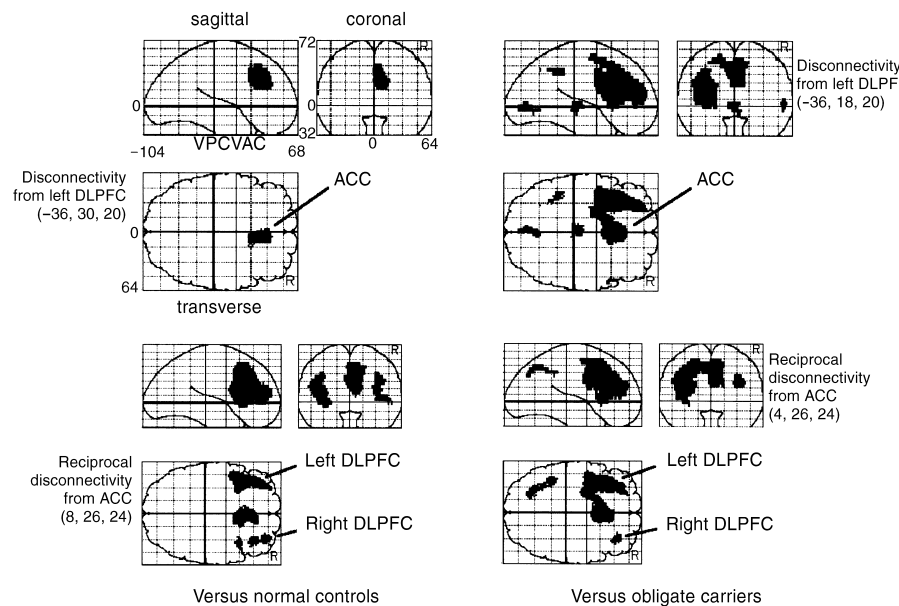 sagittal
coronal
72
R
0
0
32
VPCVAC
−104
68
0
64
Disconnectivity
from left DLPF
(−36, 18, 20)
R
Disconnectivity
from left DLPFC
(−36, 30, 20)
ACC
0
64
R
transverse
ACC
R
R
Reciprocal
disconnectivity
from ACC
(4, 26, 24)
R
Reciprocal
disconnectivity
from ACC
(8, 26, 24)
Left DLPFC
Right DLPFC
R
Left DLPFC
Right DLPFC
R
Versus normal controls
Versus obligate carriers